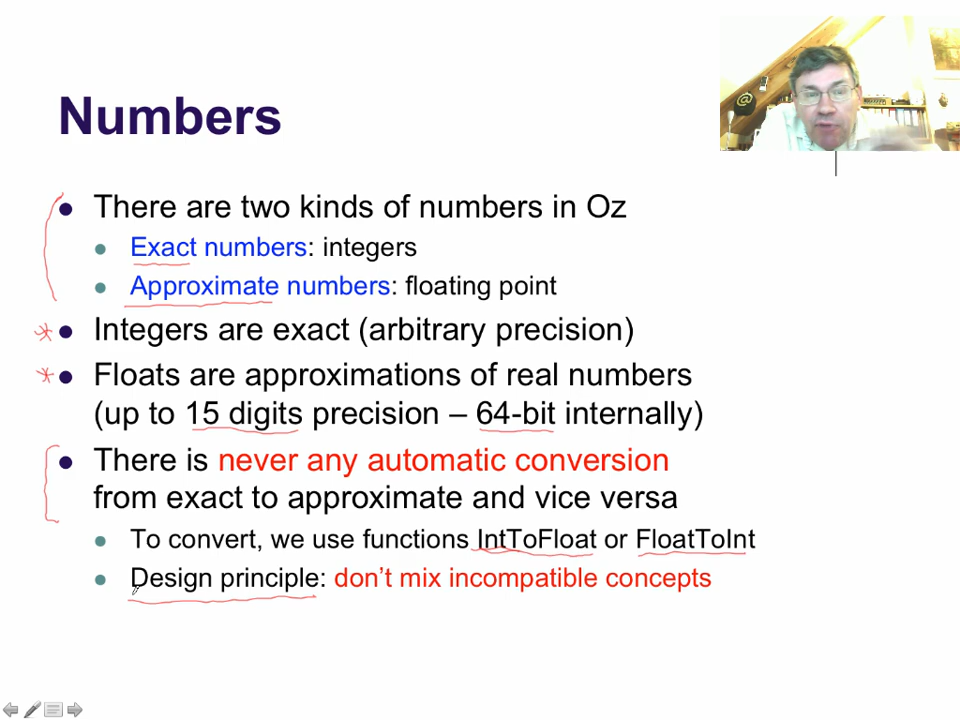 Numbers
There are two kinds of numbers in Oz
Exact numbers: integers
Approximate numbers: floating point
Integers are exact (arbitrary precision)
Floats are approximations of real numbers
(up to 15 digits precision – 64-bit internally)
There is never any automatic conversion
from exact to approximate and vice versa
To convert, we use functions IntToFloat or FloatToInt
Design principle: don't mix incompatible concepts